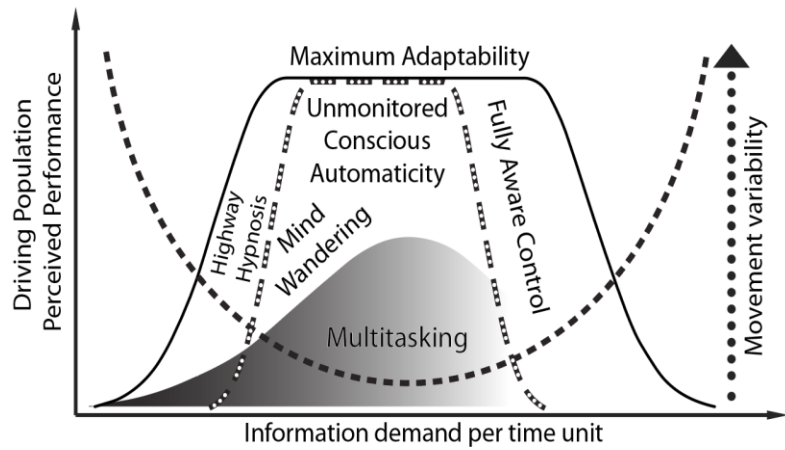 Maximum Adaptability
Unmonitored
Conscious
Automaticity
Highway
Hypnosis
Mind
Wandering
Fully Aware Control
Multitasking
Driving Population
Perceived Performance
Movement variability
Information demand per time unit